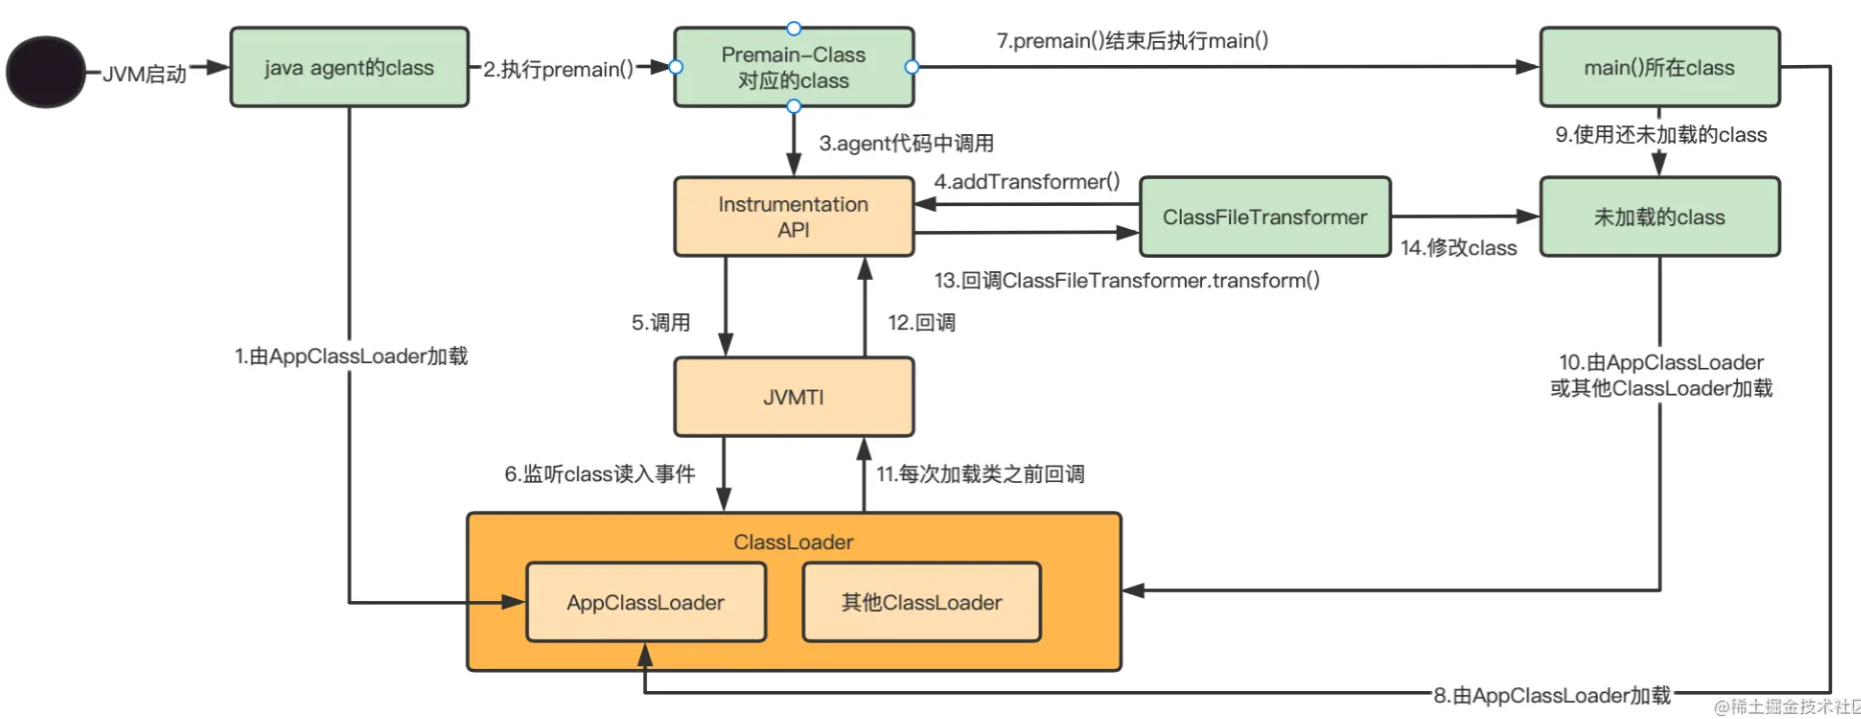 JVM启动
java agent的class
2.执行premain()
Premain-Class
对应的class
7.premain()结束后执行main()
main()所在class
3.agent代码中调用
9.使用还未加载的class
Instrumentation
API
4.addTransformer()
ClassFileTransformer
未加载的class
14.修改class
13.回调ClassFileTransformer.transform()
5.调用
12.回调
1.由AppClassLoader加载
10.由AppClassLoader
或其他ClassLoader加载
JVMTI
6.监听class读入事件
11.每次加载类之前回调
ClassLoader
AppClassLoader
其他ClassLoader
8.由AppClassLoader加载
@稀土掘金技术社区